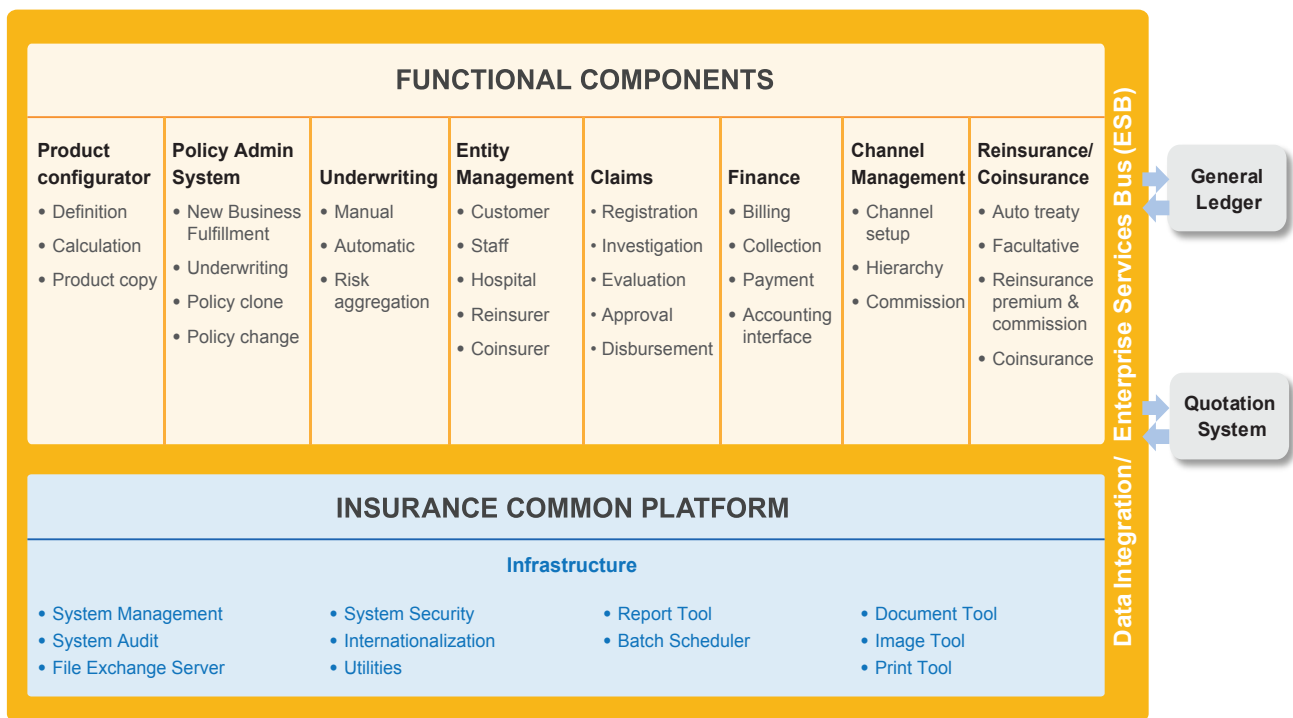 FUNCTIONAL COMPONENTS
Product
configurator
• Definition
• Calculation
• Product copy
Policy Admin
System
• New Business
Fulfillment
• Underwriting
• Policy clone
• Policy change
Underwriting
• Manual
• Automatic
• Risk
aggregation
Entity
Management
• Customer
• Staff
• Hospital
• Reinsurer
• Coinsurer
Claims
• Registration
• Investigation
• Evaluation
• Approval
• Disbursement
Finance
• Billing
• Collection
• Payment
• Accounting
interface
Channel
Management
• Channel
setup
• Hierarchy
• Commission
Reinsurance/
Coinsurance
• Auto treaty
• Facultative
• Reinsurance
premium &
commission
• Coinsurance
Data Integration/ Enterprise Services Bus (ESB)
General
Ledger
Quotation
System
INSURANCE COMMON PLATFORM
Infrastructure
• System Management
• System Audit
• File Exchange Server
• System Security
• Internationalization
• Utilities
• Report Tool
• Batch Scheduler
• Document Tool
• Image Tool
• Print Tool